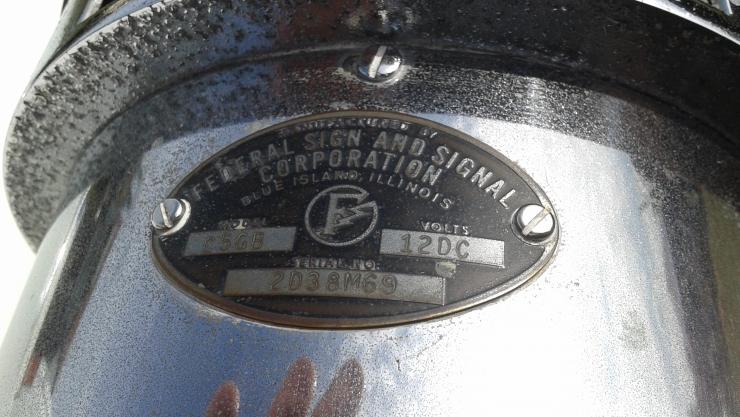 MANUFACTURED BY
FEDERAL SIGN AND SIGNAL
CORPORATION
BLUE ISLAND, ILLINOIS
F
MODEL
C5GB
VOLTS
12DC
SERIAL NO.
2D38M69